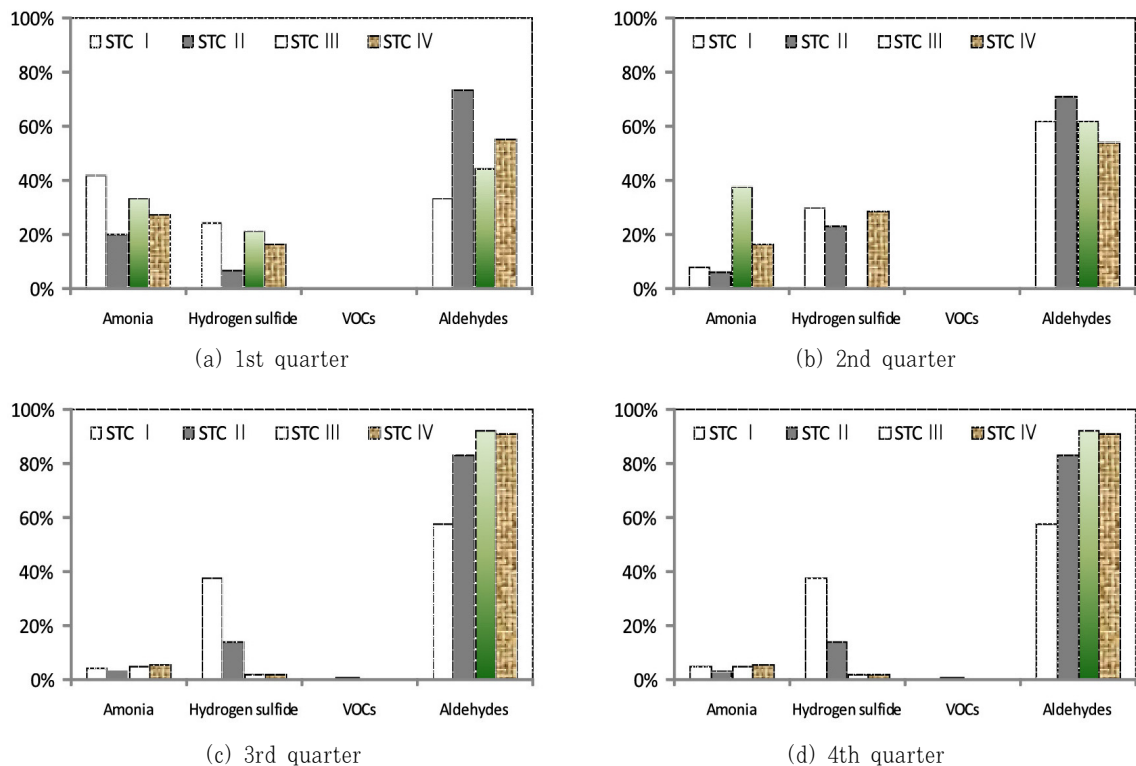 100%
80%
60%
40%
20%
0%
STC Ⅰ STC Ⅱ STC Ⅲ STC Ⅳ
Amonia Hydrogen sulfide VOCs Aldehydes
(a) 1st quarter
100%
80%
60%
40%
20%
0%
STC Ⅰ STC Ⅱ STC Ⅲ STC Ⅳ
Amonia Hydrogen sulfide VOCs Aldehydes
(b) 2nd quarter
100%
80%
60%
40%
20%
0%
STC Ⅰ STC Ⅱ STC Ⅲ STC Ⅳ
Amonia Hydrogen sulfide VOCs Aldehydes
(c) 3rd quarter
100%
80%
60%
40%
20%
0%
STC Ⅰ STC Ⅱ STC Ⅲ STC Ⅳ
Amonia Hydrogen sulfide VOCs Aldehydes
(d) 4th quarter